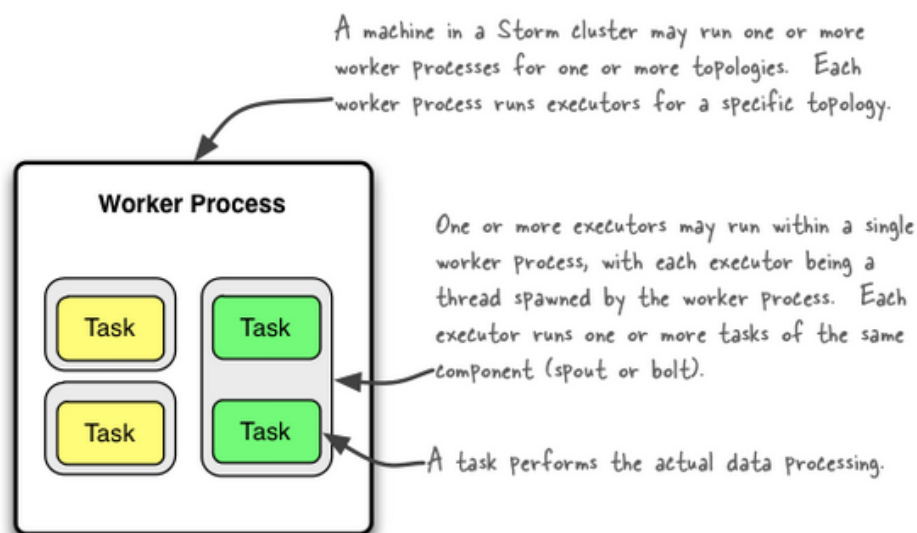 A machine in a Storm cluster may run one or more
worker processes for one or more topologies. Each
worker process runs executors for a specific topology.
Worker Process
One or more executors may run within a single
worker process, with each executor being a
thread spawned by the worker process. Each
executor runs one or more tasks of the same
component (spout or bolt).
Task
Task
Task
Task
A task performs the actual data processing.